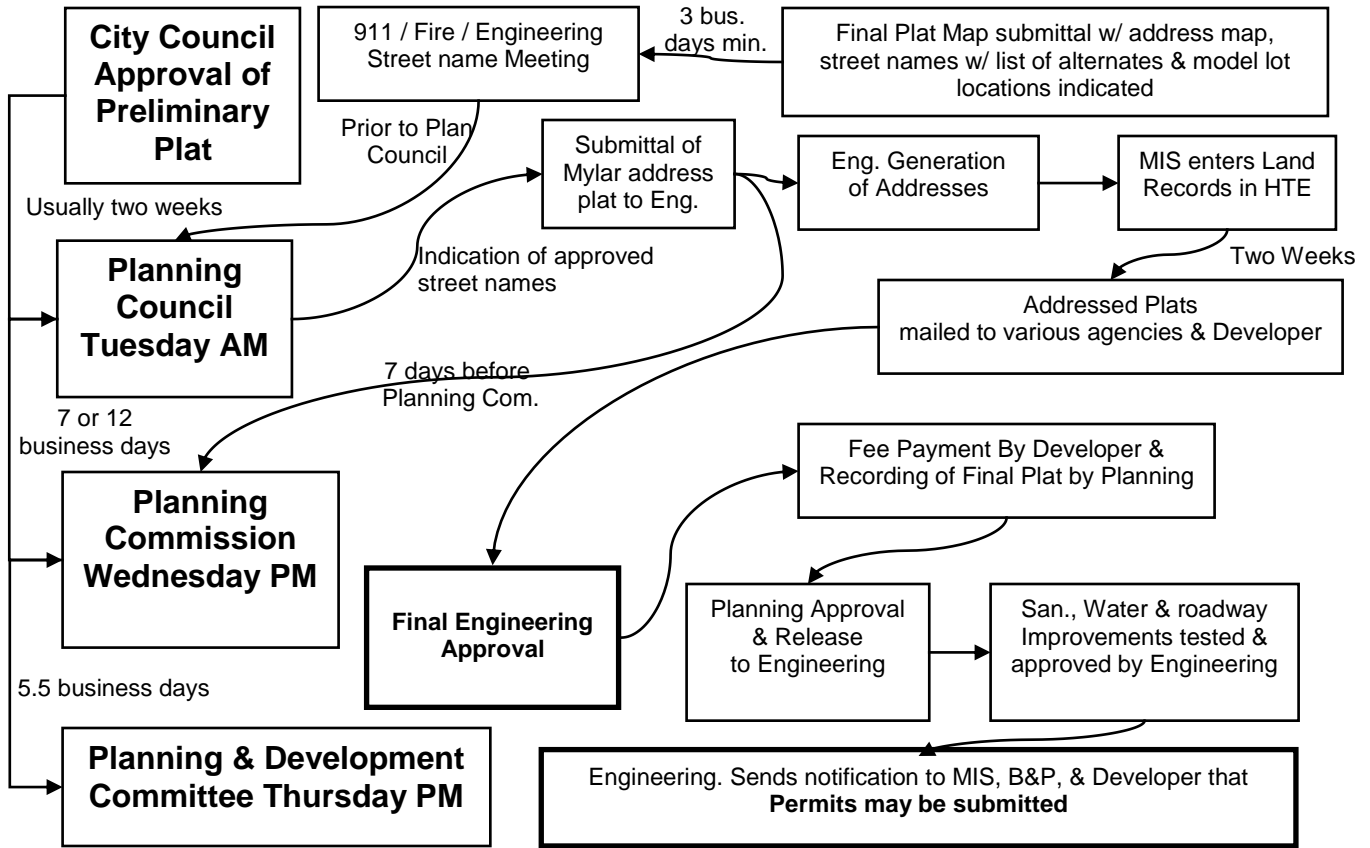 City Council
Approval of
Preliminary
Plat
911 / Fire / Engineering
Street name Meeting
3 bus.
days min.
Final Plat Map submittal w/ address map,
street names w/ list of alternates & model lot
locations indicated
Prior to Plan
Council
Submittal of
Mylar address
plat to Eng.
Eng. Generation
of Addresses
MIS enters Land
Records in HTE
Usually two weeks
Planning
Council
Tuesday AM
Indication of approved
street names
Two Weeks
Addressed Plats
mailed to various agencies & Developer
7 days before
Planning Com.
7 or 12
business days
Planning
Commission
Wednesday PM
Fee Payment By Developer &
Recording of Final Plat by Planning
Final Engineering
Approval
Planning Approval
& Release
to Engineering
San., Water & roadway
Improvements tested &
approved by Engineering
5.5 business days
Planning & Development
Committee Thursday PM
Engineering. Sends notification to MIS, B&P, & Developer that
Permits may be submitted